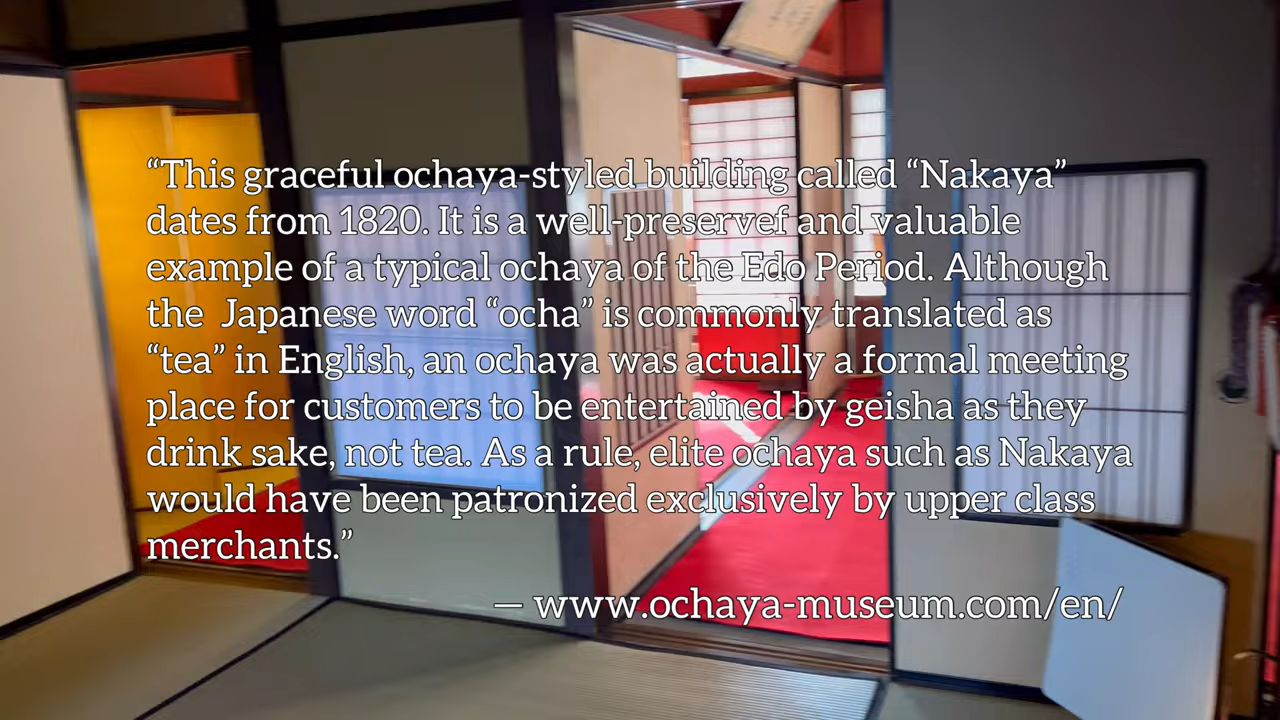 “This graceful ochaya-styled building called “Nakaya”
dates from 1820. It is a well-preservef and valuable
example of a typical ochaya of the Edo Period. Although
the  Japanese word “ocha” is commonly translated as
“tea” in English, an ochaya was actually a formal meeting
place for customers to be entertained by geisha as they
drink sake, not tea. As a rule, elite ochaya such as Nakaya
would have been patronized exclusively by upper class
merchants.”
— www.ochaya-museum.com/en/